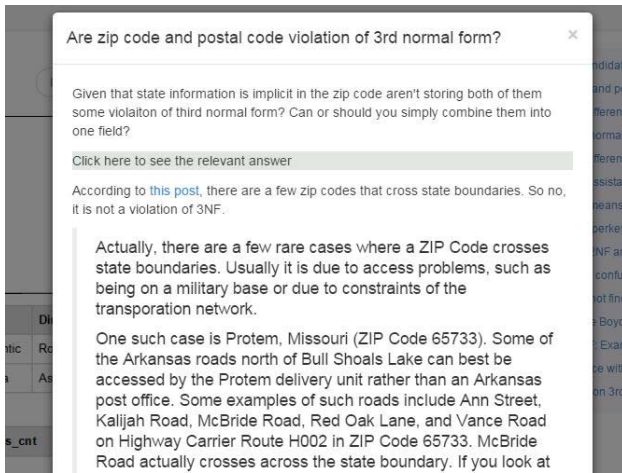 Are zip code and postal code violation of 3rd normal form?
×
Given that state information is implicit in the zip code aren't storing both of them
some violaiton of third normal form? Can or should you simply combine them into
one field?
Click here to see the relevant answer
According to this post, there are a few zip codes that cross state boundaries. So no,
it is not a violation of 3NF.
Actually, there are a few rare cases where a ZIP Code crosses
state boundaries. Usually it is due to access problems, such as
being on a military base or due to constraints of the
transporation network.
One such case is Protem, Missouri (ZIP Code 65733). Some of
the Arkansas roads north of Bull Shoals Lake can best be
accessed by the Protem delivery unit rather than an Arkansas
post office. Some examples of such roads include Ann Street,
Kalijah Road, McBride Road, Red Oak Lane, and Vance Road
on Highway Carrier Route H002 in ZIP Code 65733. McBride
Road actually crosses across the state boundary. If you look at
s_cnt